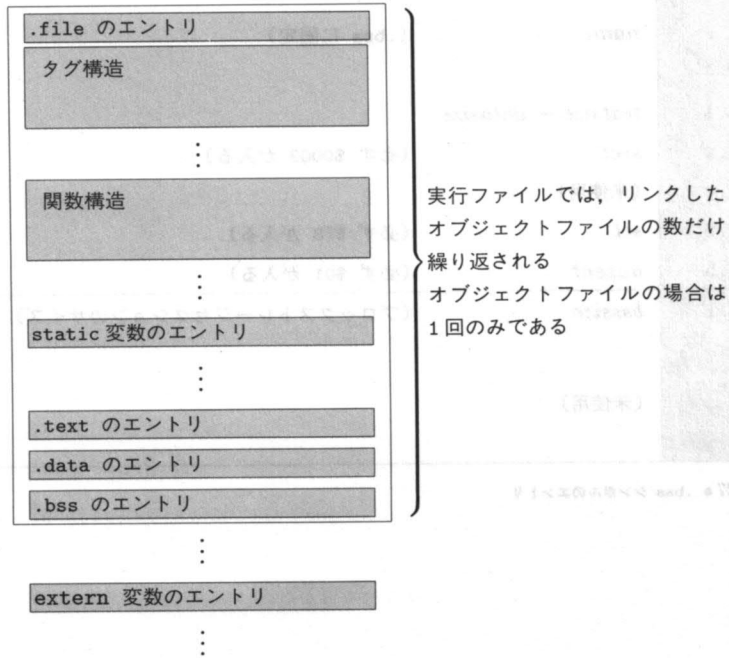 .file のエントリ
タグ構造
関数構造
static 変数のエントリ
.text のエントリ
.data のエントリ
.bss のエントリ
extern 変数のエントリ
実行ファイルでは，リンクした
オブジェクトファイルの数だけ
繰り返される
オブジェクトファイルの場合は
1回のみである